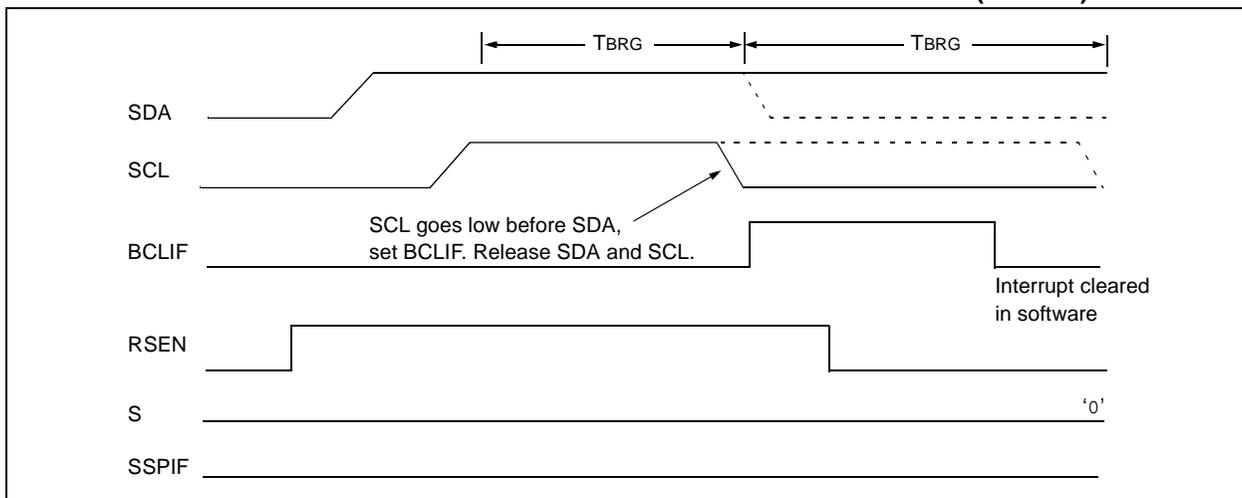 TBRG TBRG
SDA
SCL
SCL goes low before SDA,
set BCLIF. Release SDA and SCL.
BCLIF
Interrupt cleared
in software
RSEN
S
‘0’
SSPIF